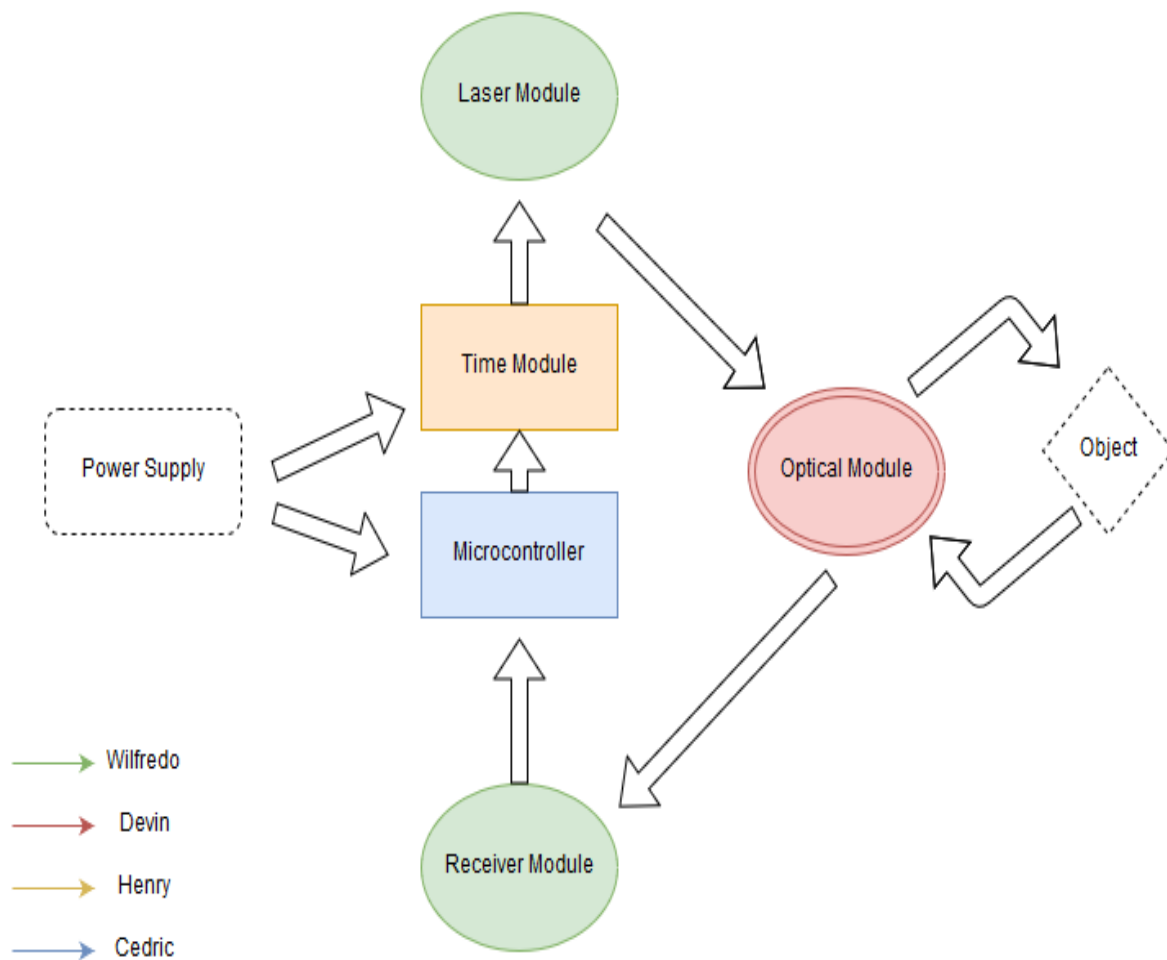 Laser Module
Time Module
Power Supply
Optical Module
Object
Microcontroller
Wilfredo
Devin
Receiver Module
Henry
Cedric